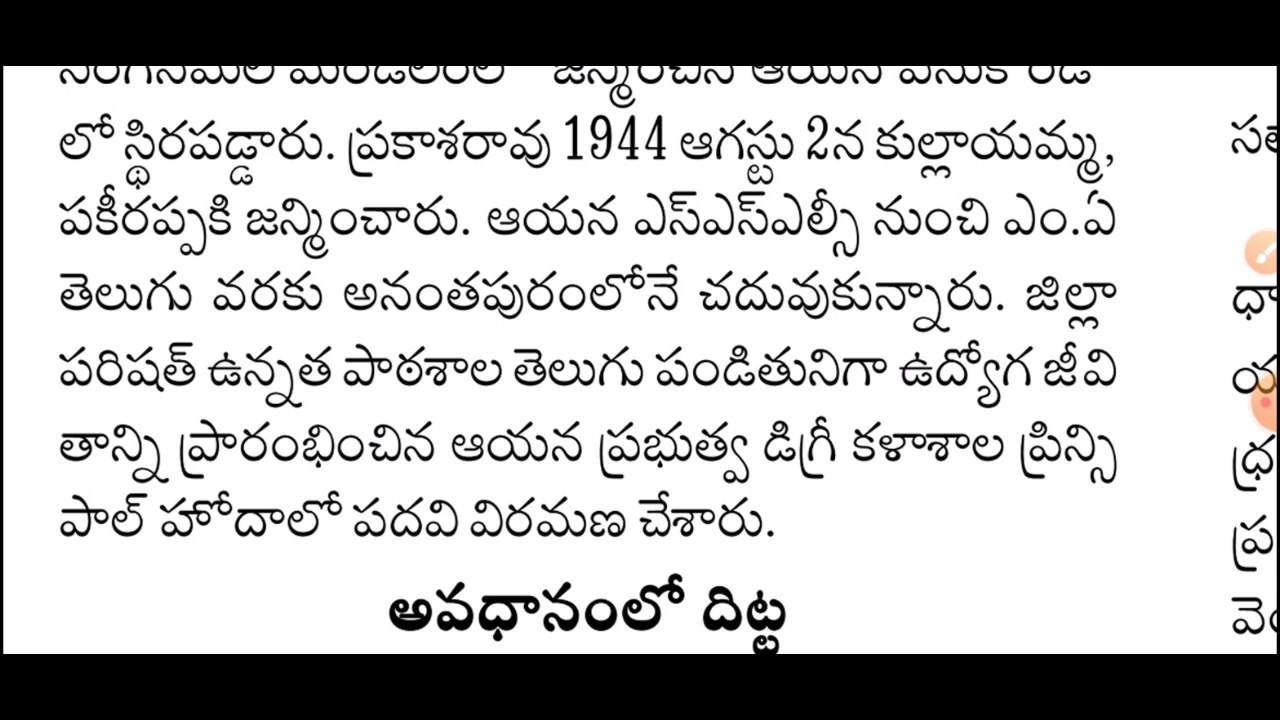 లో స్థిరపడ్డారు. ప్రకాశరావు 1944 ఆగస్టు 2న కుల్లాయమ్మ,
పకీరప్పకి జన్మించారు. ఆయన ఎస్ఎస్ఎల్సీ నుంచి ఎం.ఏ
తెలుగు వరకు అనంతపురంలోనే చదువుకున్నారు. జిల్లా
పరిషత్ ఉన్నత పాఠశాల తెలుగు పండితునిగా ఉద్యోగ జీవి
తాన్ని ప్రారంభించిన ఆయన ప్రభుత్వ డిగ్రీ కళాశాల ప్రిన్సి
పాల్ హోదాలో పదవి విరమణ చేశారు.
అవధానంలో దిట్ట